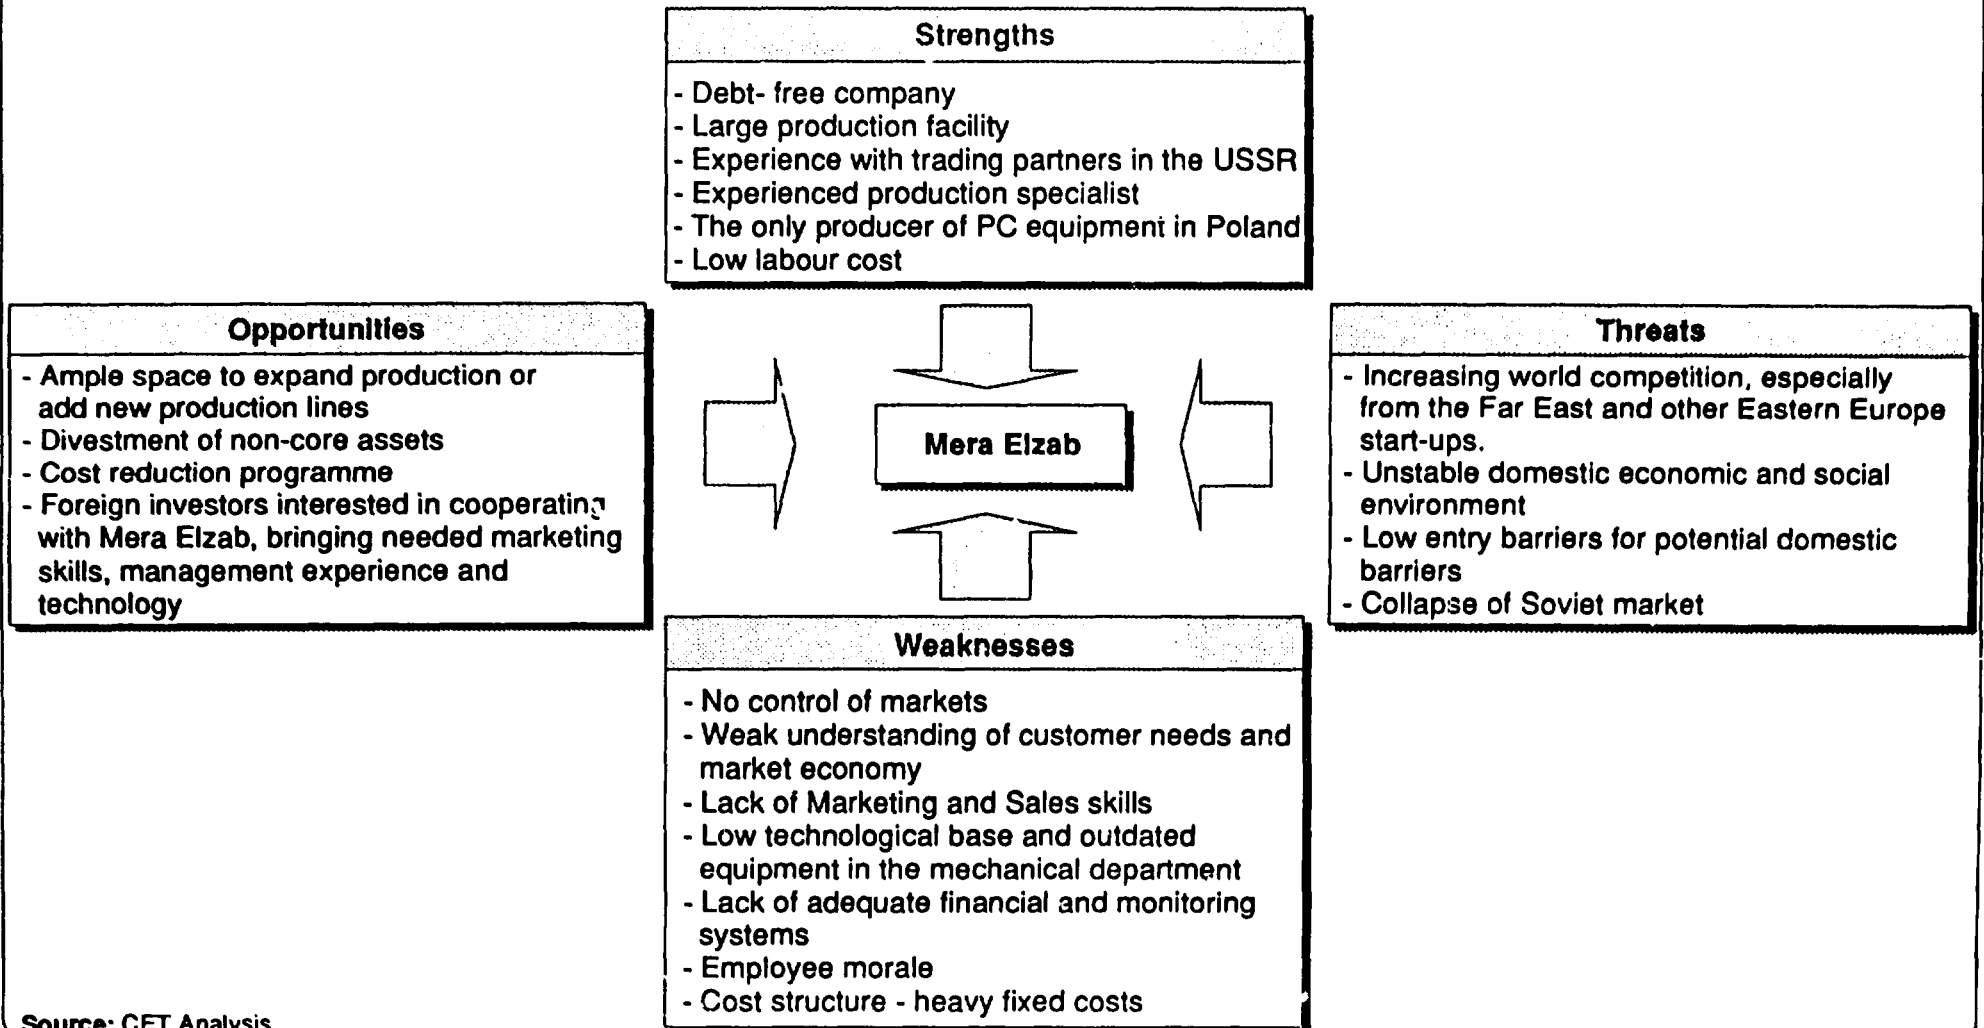 Strengths
- Debt- free company
- Large production facility
- Experience with trading partners in the USSR
- Experienced production specialist
- The only producer of PC equipment in Poland
- Low labour cost
Opportunities
- Ample space to expand production or
add new production lines
- Divestment of non-core assets
- Cost reduction programme
- Foreign investors interested in cooperating
with Mera Elzab, bringing needed marketing
skills, management experience and
technology
Mera Elzab
Threats
- Increasing world competition, especially
from the Far East and other Eastern Europe
start-ups.
- Unstable domestic economic and social
environment
- Low entry barriers for potential domestic
barriers
- Collapse of Soviet market
Weaknesses
- No control of markets
- Weak understanding of customer needs and
market economy
- Lack of Marketing and Sales skills
- Low technological base and outdated
equipment in the mechanical department
- Lack of adequate financial and monitoring
systems
- Employee morale
- Cost structure - heavy fixed costs
Source: CFT Analysis